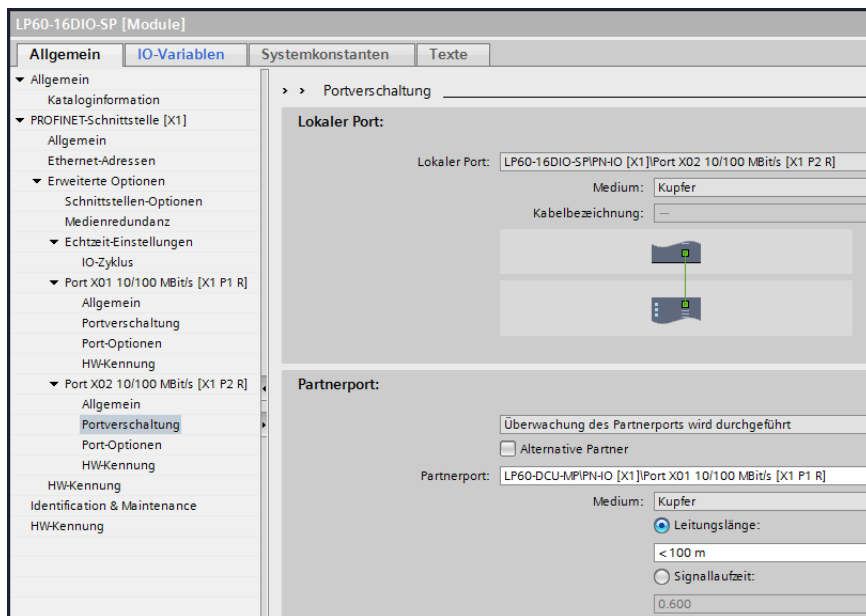 LP60-16DIO-SP [Module]
Allgemein
IO-Variablen
Systemkonstanten
Texte
Allgemein
Kataloginformation
PROFINET-Schnittstelle [X1]
Allgemein
Ethernet-Adressen
Erweiterte Optionen
Schnittstellen-Optionen
Medienredundanz
Echtzeit-Einstellungen
IO-Zyklus
Port X01 10/100 MBit/s [X1 P1 R]
Allgemein
Portverschaltung
Port-Optionen
HW-Kennung
Port X02 10/100 MBit/s [X1 P2 R]
Allgemein
Portverschaltung
Port-Optionen
HW-Kennung
HW-Kennung
Identification & Maintenance
HW-Kennung
> > Portverschaltung
Lokaler Port:
Lokaler Port: LP60-16DIO-SP\PN-IO [X1]\Port X02 10/100 MBit/s [X1 P2 R]
Medium: Kupfer
Kabelbezeichnung: ---
Partnerport:
Überwachung des Partnerports wird durchgeführt
Alternative Partner
Partnerport: LP60-DCU-MP\PN-IO [X1]\Port X01 10/100 MBit/s [X1 P1 R]
Medium: Kupfer
Leitungslänge:
< 100 m
Signallaufzeit:
0.600